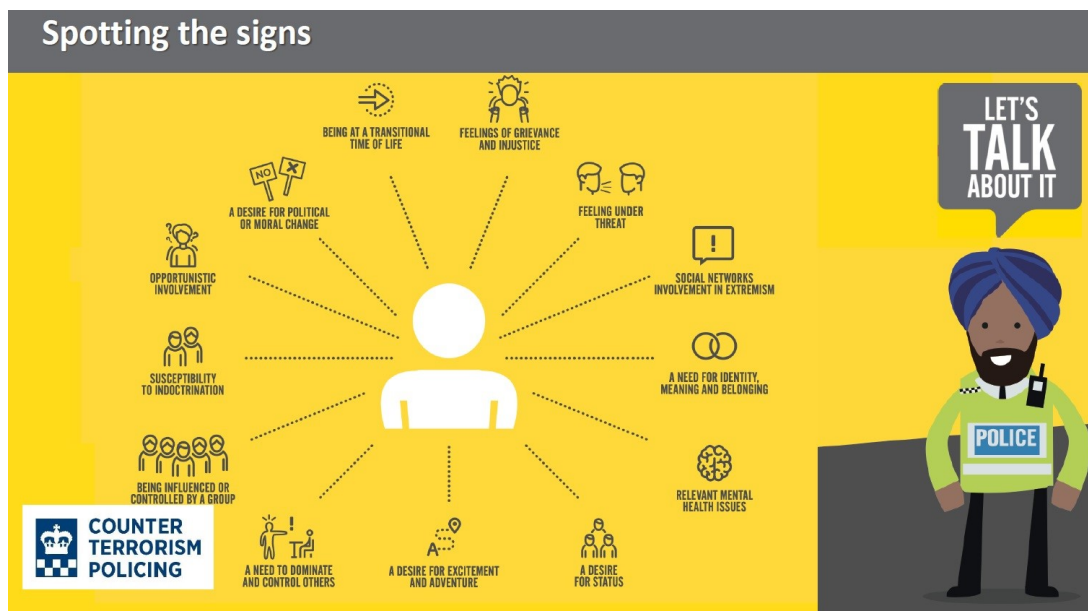 Spotting the signs
BEING AT A TRANSITIONAL
TIME OF LIFE
FEELINGS OF GRIEVANCE
AND INJUSTICE
NO
X
A DESIRE FOR POLITICAL
OR MORAL CHANGE
FEELING UNDER
THREAT
OPPORTUNISTIC
INVOLVEMENT
!
SOCIAL NETWORKS
INVOLVEMENT IN EXTREMISM
SUSCEPTIBILITY
TO INDOCTRINATION
A NEED FOR IDENTITY,
MEANING AND BELONGING
BEING INFLUENCED OR
CONTROLLED BY A GROUP
RELEVANT MENTAL
HEALTH ISSUES
!
A NEED TO DOMINATE
AND CONTROL OTHERS
A
A DESIRE FOR EXCITEMENT
AND ADVENTURE
A DESIRE
FOR STATUS
COUNTER
TERRORISM
POLICING
LET'S
TALK
ABOUT IT
POLICE